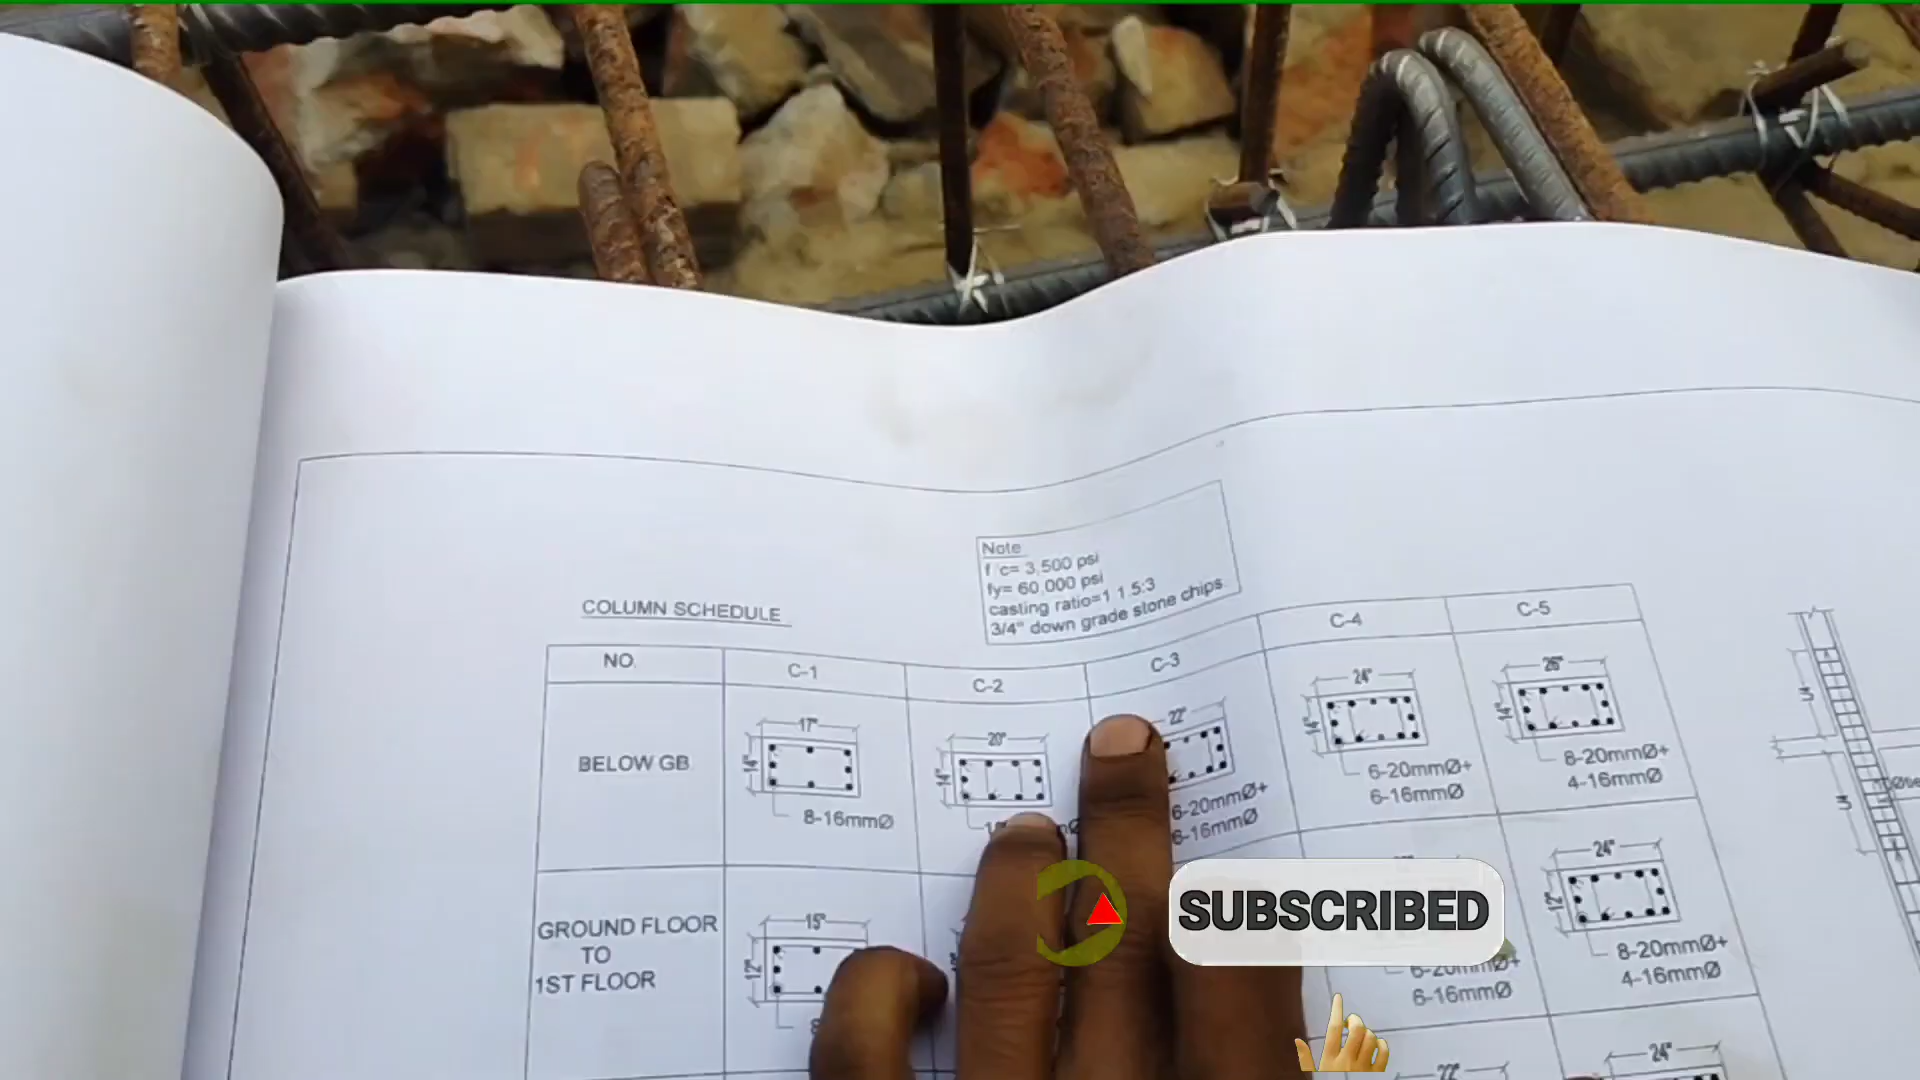 Note
f'c= 3,500 psi
fy= 60,000 psi
casting ratio=1:1.5:3
3/4" down grade stone chips
COLUMN SCHEDULE
NO. C-1 C-2 C-3 C-4 C-5
BELOW GB
17"
14"
8-16mmØ
20"
14"
22"
6-20mmØ+
6-16mmØ
24"
14"
6-20mmØ+
6-16mmØ
26"
14"
8-20mmØ+
4-16mmØ
GROUND FLOOR
TO
1ST FLOOR
15"
12"
8
SUBSCRIBED
6-20mmØ+
6-16mmØ
24"
12"
8-20mmØ+
4-16mmØ
22"
24"